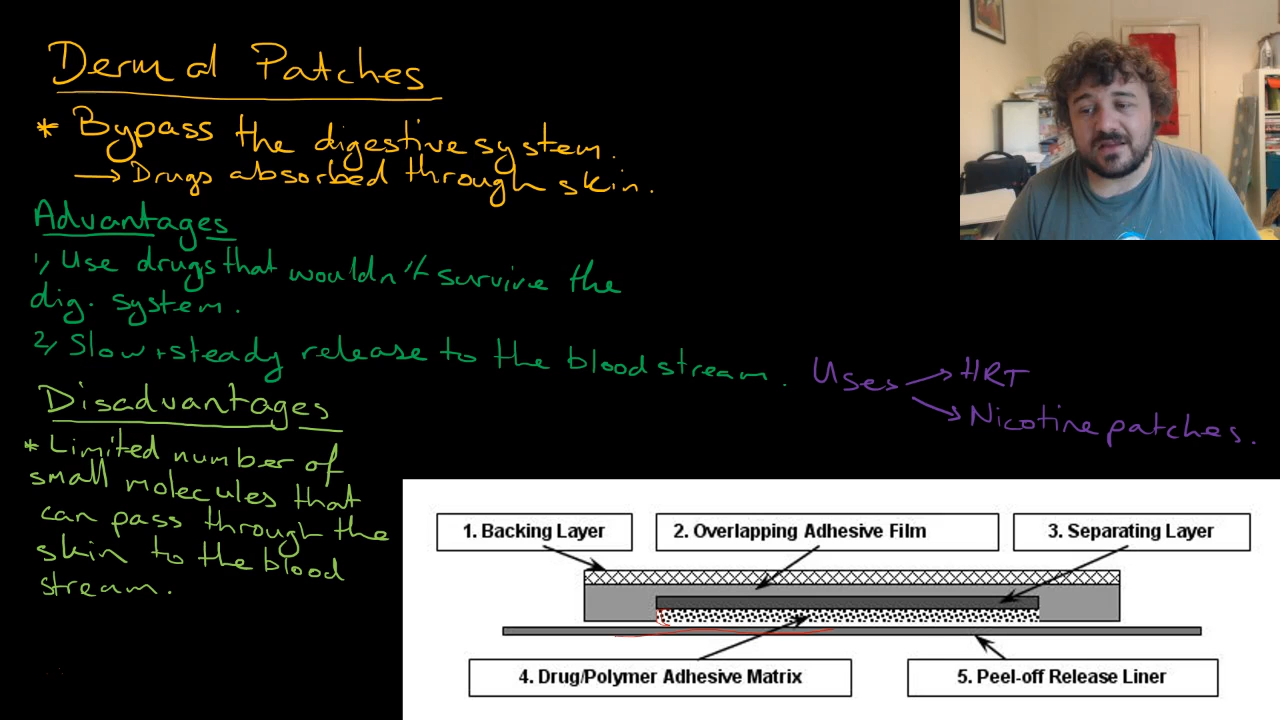 Dermal Patches
* Bypass the digestive system.
→ Drugs absorbed through skin.
Advantages
1, Use drugs that wouldn't survive the
dig. system.
2, Slow + steady release to the blood stream.
Disadvantages
* Limited number of
small molecules that
can pass through the
skin to the blood
stream.
Uses → HRT
→ Nicotine patches.
1. Backing Layer
2. Overlapping Adhesive Film
3. Separating Layer
4. Drug/Polymer Adhesive Matrix
5. Peel-off Release Liner